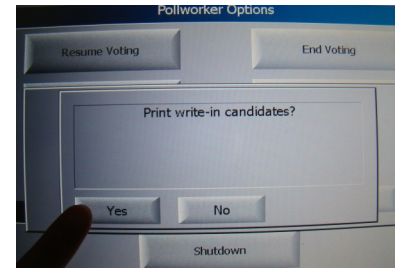 Pollworker Options
Resume Voting
End Voting
Print write-in candidates?
Yes
No
Shutdown